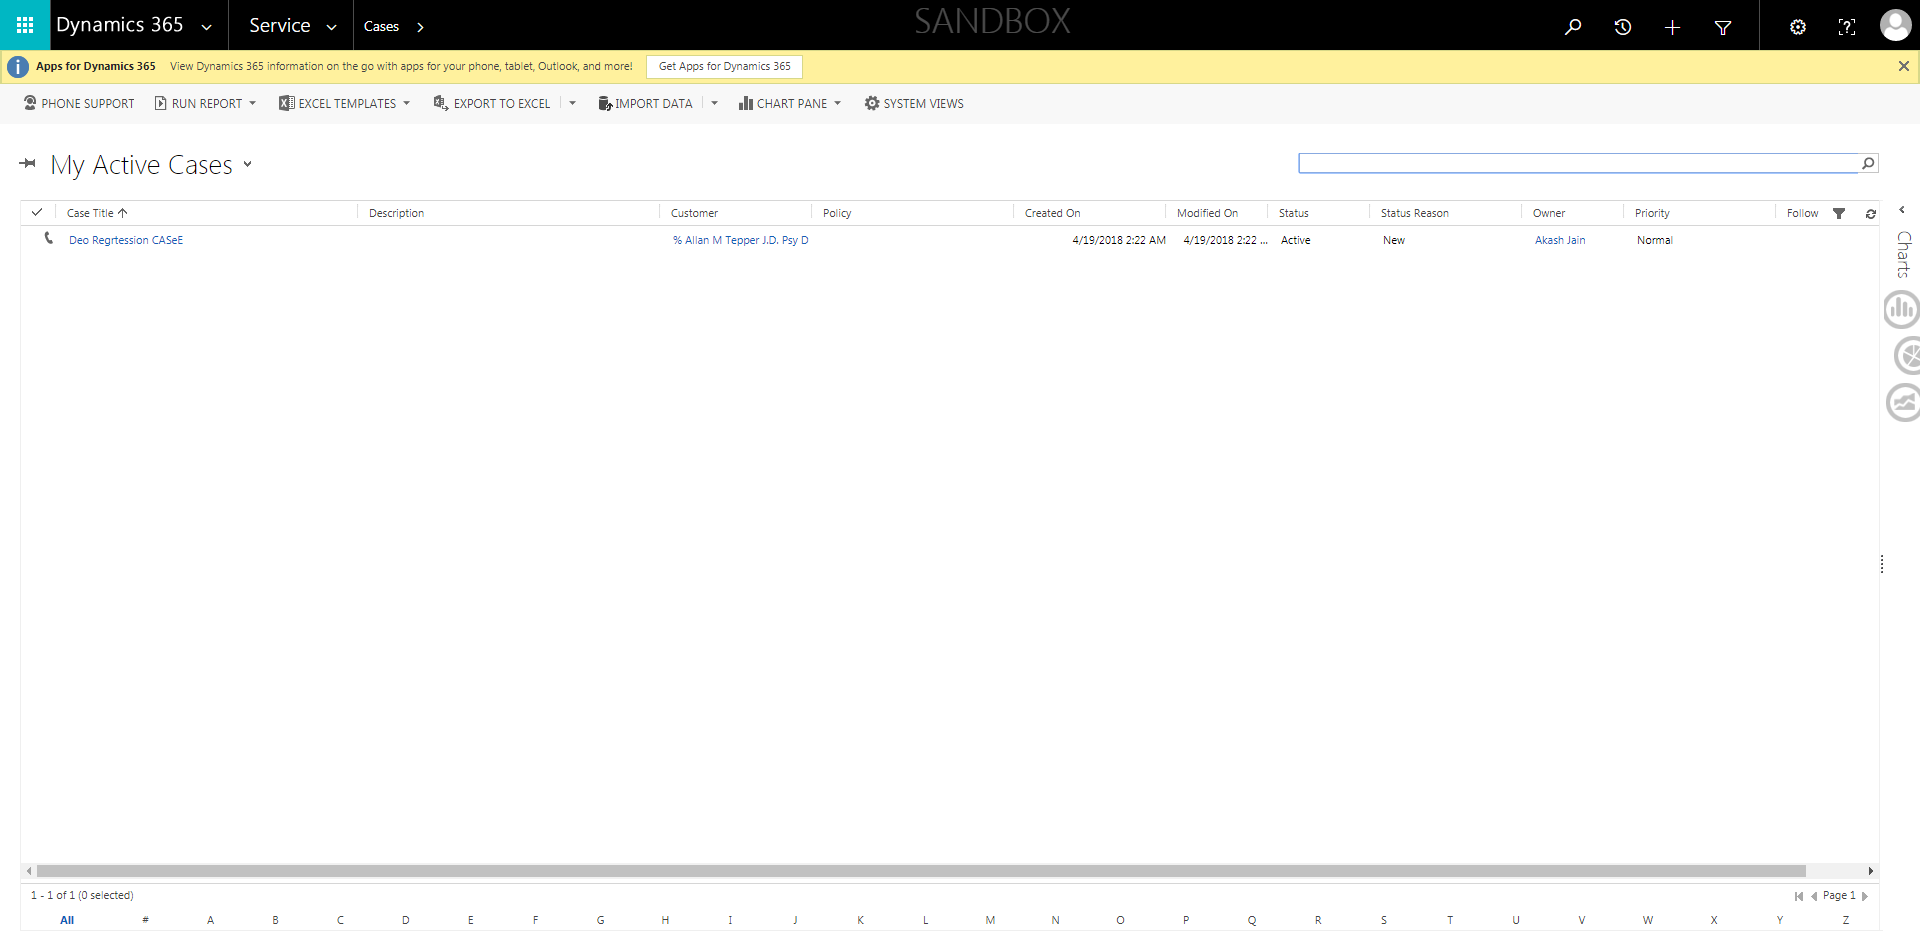 Dynamics 365 Service Cases SANDBOX
Apps for Dynamics 365 View Dynamics 365 information on the go with apps for your phone, tablet, Outlook, and more! Get Apps for Dynamics 365
PHONE SUPPORT RUN REPORT EXCEL TEMPLATES EXPORT TO EXCEL IMPORT DATA CHART PANE SYSTEM VIEWS
My Active Cases
Case Title Description Customer Policy Created On Modified On Status Status Reason Owner Priority Follow
Deo Regrtession CASeE % Allan M Tepper J.D. Psy D 4/19/2018 2:22 AM 4/19/2018 2:22 ... Active New Akash Jain Normal
Charts
1 - 1 of 1 (0 selected) Page 1
All # A B C D E F G H I J K L M N O P Q R S T U V W X Y Z